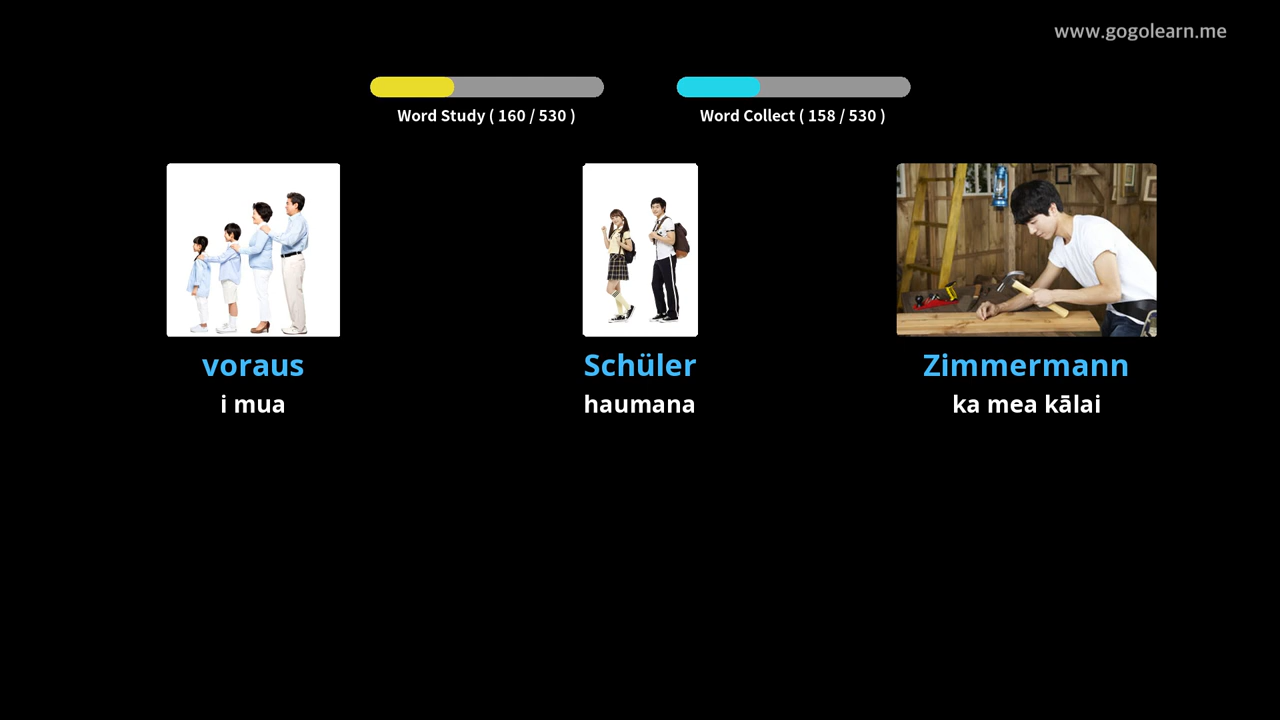 www.gogolearn.me
Word Study ( 160 / 530 )
Word Collect ( 158 / 530 )
voraus
i mua
Schüler
haumana
Zimmermann
ka mea kālai